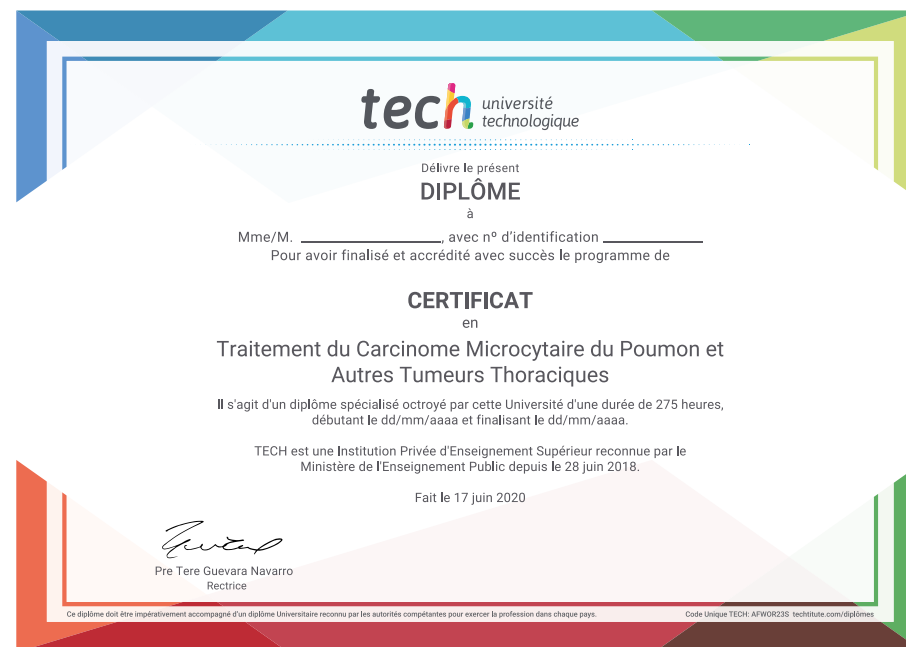 tech université
technologique
Délivre le présent
DIPLÔME
à
Mme/M. ____________________, avec nº d'identification ______________
Pour avoir finalisé et accrédité avec succès le programme de
CERTIFICAT
en
Traitement du Carcinome Microcytaire du Poumon et
Autres Tumeurs Thoraciques
Il s'agit d'un diplôme spécialisé octroyé par cette Université d'une durée de 275 heures,
débutant le dd/mm/aaaa et finalisant le dd/mm/aaaa.
TECH est une Institution Privée d'Enseignement Supérieur reconnue par le
Ministère de l'Enseignement Public depuis le 28 juin 2018.
Fait le 17 juin 2020
Pre Tere Guevara Navarro
Rectrice
Ce diplôme doit être impérativement accompagné d'un diplôme Universitaire reconnu par les autorités compétantes pour exercer la profession dans chaque pays.
Code Unique TECH: AFWOR23S techtitute.com/diplômes